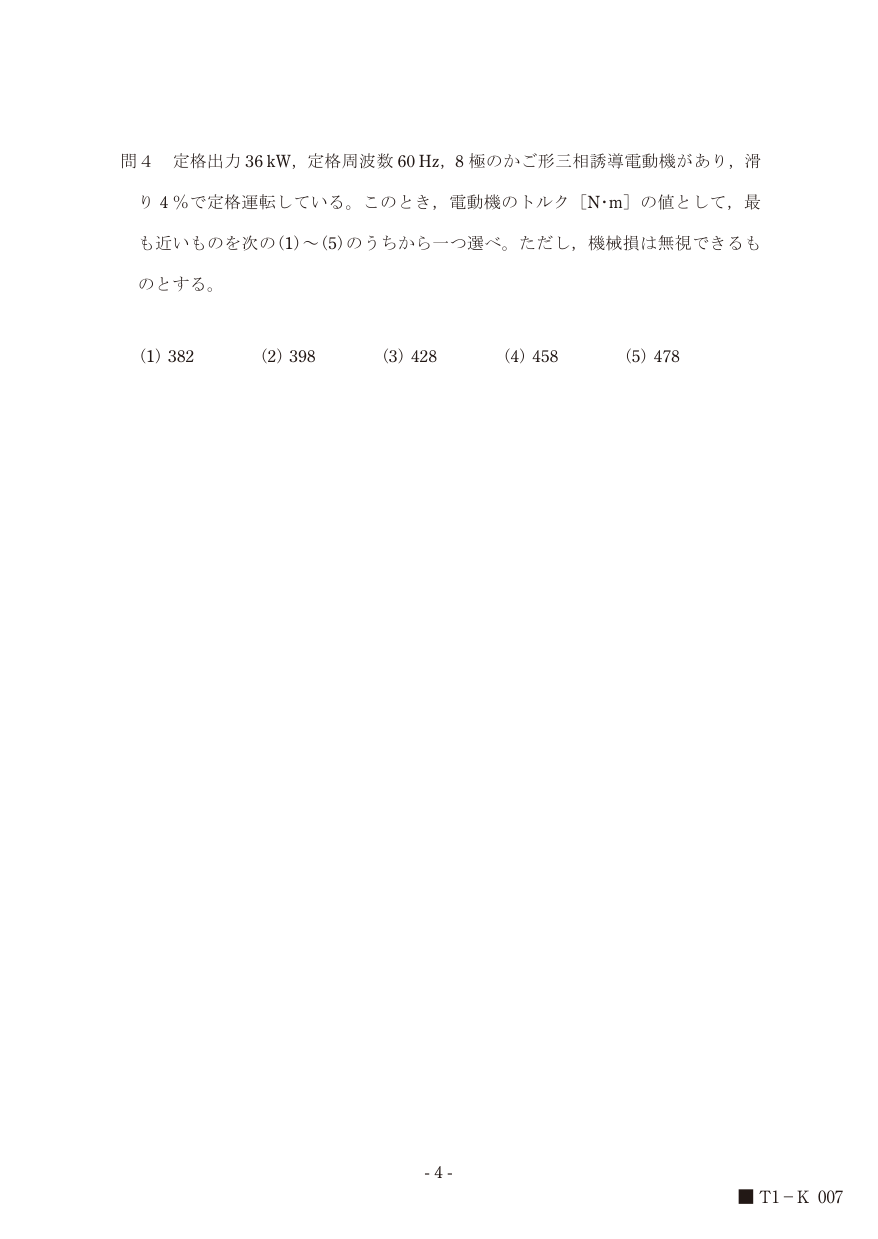 問４　定格出力 36 kW，定格周波数 60 Hz，8 極のかご形三相誘導電動機があり，滑
り 4 ％で定格運転している。このとき，電動機のトルク［N･m］の値として，最
も近いものを次の(1)～(5)のうちから一つ選べ。ただし，機械損は無視できるも
のとする。
(1) 382　(2) 398　(3) 428　(4) 458　(5) 478
- 4 -
■ T1－K 007